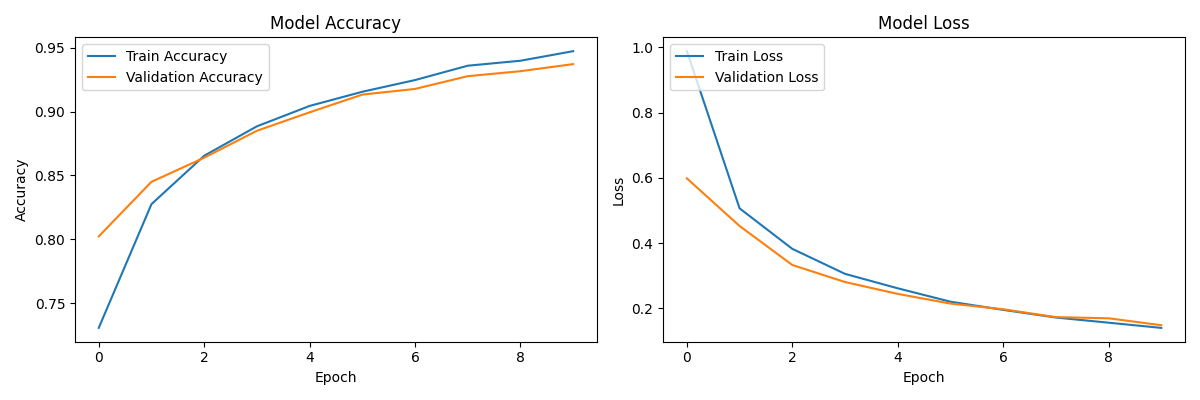 Model Accuracy
Train Accuracy
Validation Accuracy
0.95
0.90
0.85
0.80
0.75
Accuracy
0 2 4 6 8
Epoch
Model Loss
Train Loss
Validation Loss
1.0
0.8
0.6
0.4
0.2
Loss
0 2 4 6 8
Epoch